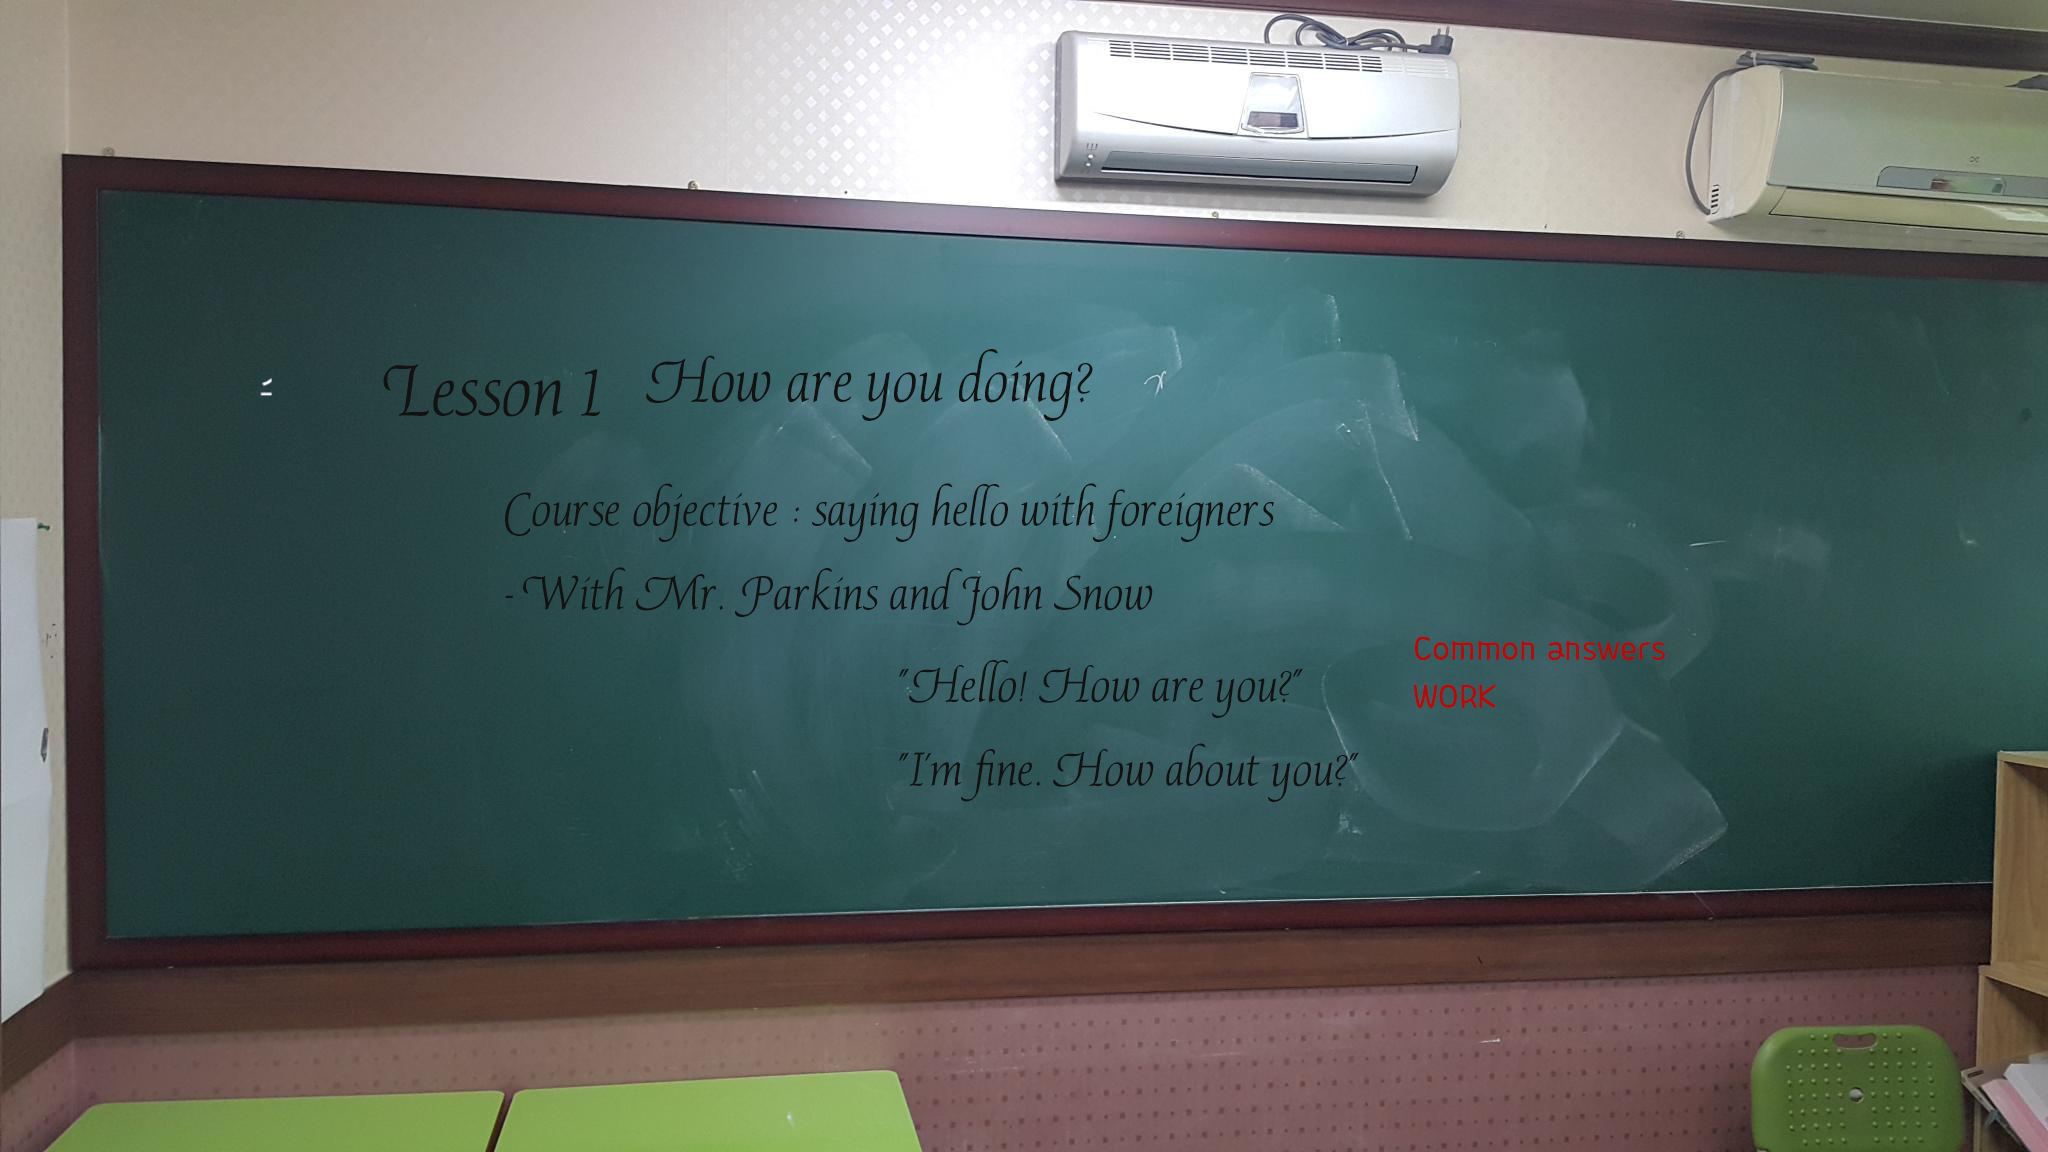 Lesson 1 How are you doing?
Course objective : saying hello with foreigners
- With Mr. Parkins and John Snow
"Hello! How are you?"
"I'm fine. How about you?"
Common answers
WORK